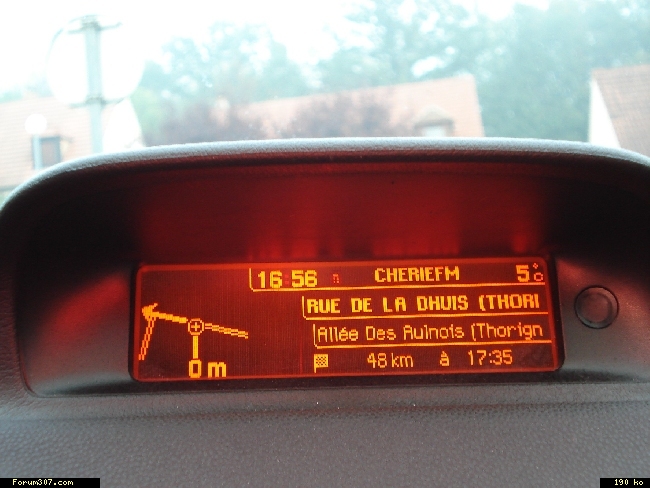 16:56 CHERIEFM 5°
RUE DE LA DHUIS (THORI
Allée Des Aulnois (Thorign
0m
48km à 17:35
Forum307.com
190 ko